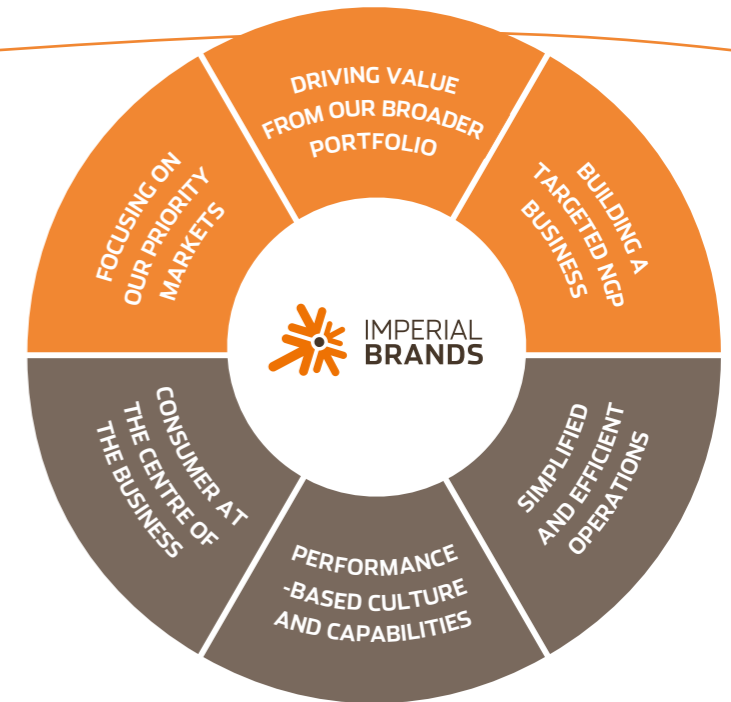 DRIVING VALUE
FROM OUR BROADER
PORTFOLIO
BUILDING A
TARGETED NGP
BUSINESS
SIMPLIFIED
AND EFFICIENT
OPERATIONS
PERFORMANCE
-BASED CULTURE
AND CAPABILITIES
CONSUMER AT
THE CENTRE OF
THE BUSINESS
FOCUSING ON
OUR PRIORITY
MARKETS
IMPERIAL
BRANDS